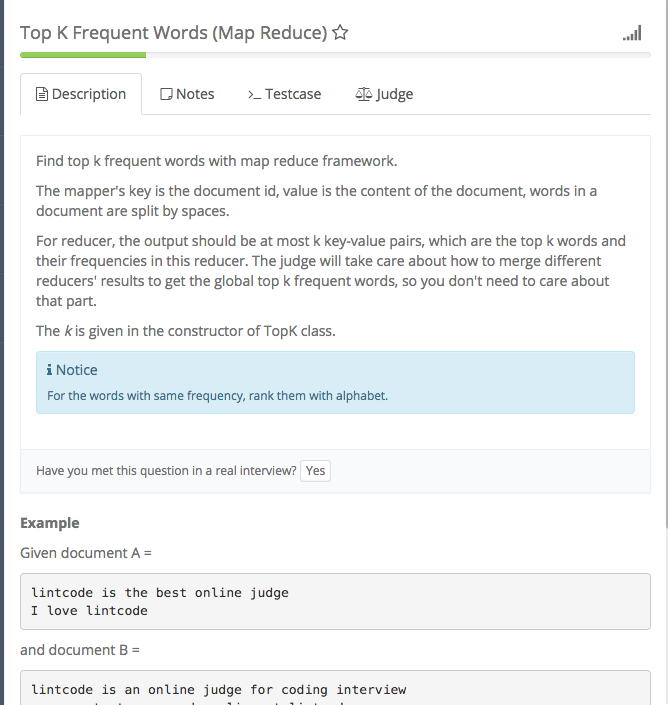 Top K Frequent Words (Map Reduce)
Description
Notes
>_ Testcase
Judge
Find top k frequent words with map reduce framework.
The mapper's key is the document id, value is the content of the document, words in a
document are split by spaces.
For reducer, the output should be at most k key-value pairs, which are the top k words and
their frequencies in this reducer. The judge will take care about how to merge different
reducers' results to get the global top k frequent words, so you don't need to care about
that part.
The k is given in the constructor of TopK class.
Notice
For the words with same frequency, rank them with alphabet.
Have you met this question in a real interview? Yes
Example
Given document A =
lintcode is the best online judge
I love lintcode
and document B =
lintcode is an online judge for coding interview